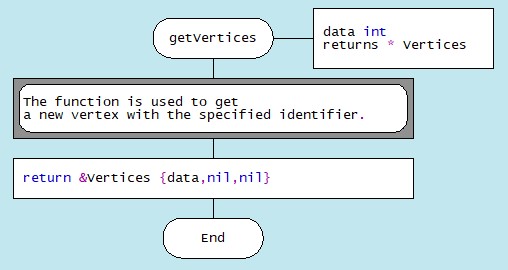 getVertices
data int
returns * Vertices
The function is used to get
a new vertex with the specified identifier.
return &Vertices {data,nil,nil}
End